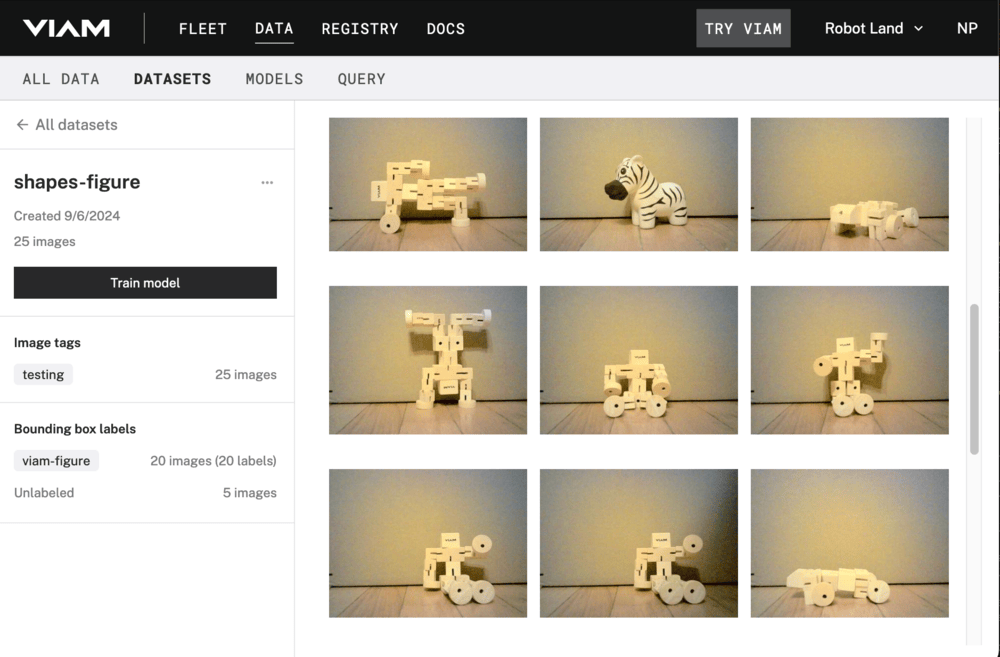 VIAM
FLEET DATA REGISTRY DOCS
TRY VIAM
Robot Land
NP
ALL DATA DATASETS MODELS QUERY
← All datasets
shapes-figure
...
Created 9/6/2024
25 images
Train model
Image tags
testing 25 images
Bounding box labels
viam-figure 20 images (20 labels)
Unlabeled 5 images